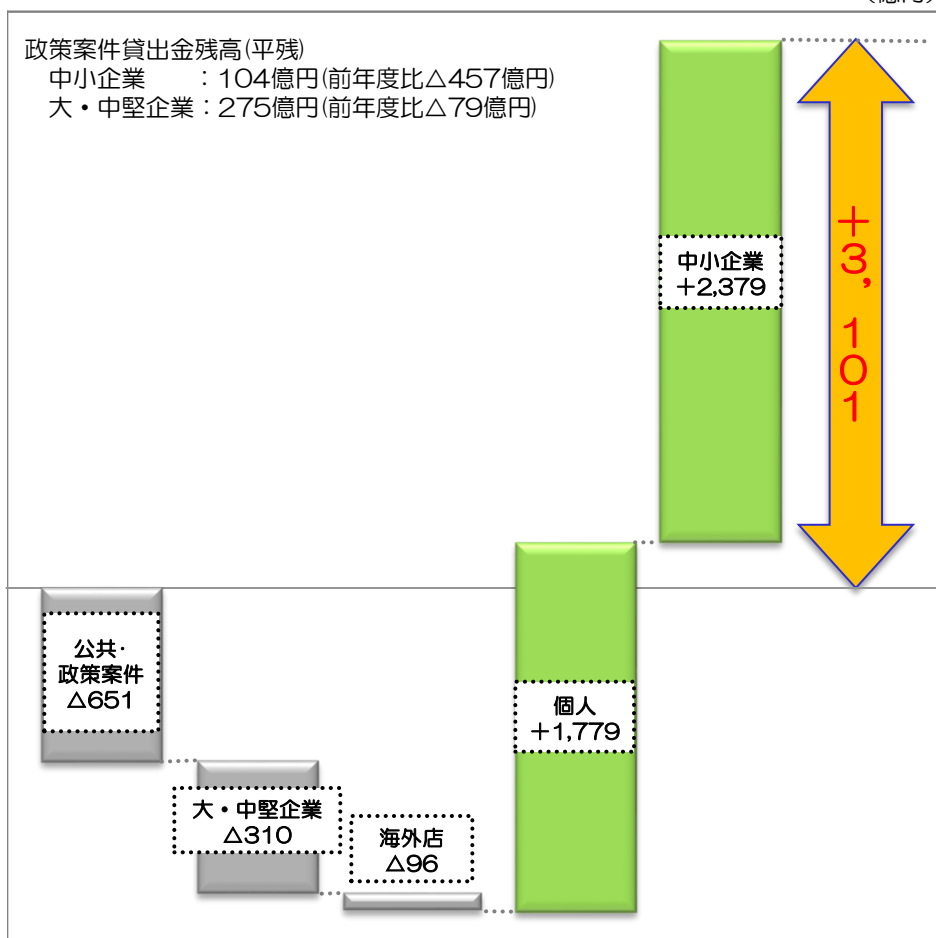 政策案件貸出金残高(平残)
中小企業　　：104億円(前年度比△457億円)
大・中堅企業：275億円(前年度比△79億円)
中小企業
＋2,379
＋3,101
公共・
政策案件
△651
大・中堅企業
△310
海外店
△96
個人
＋1,779